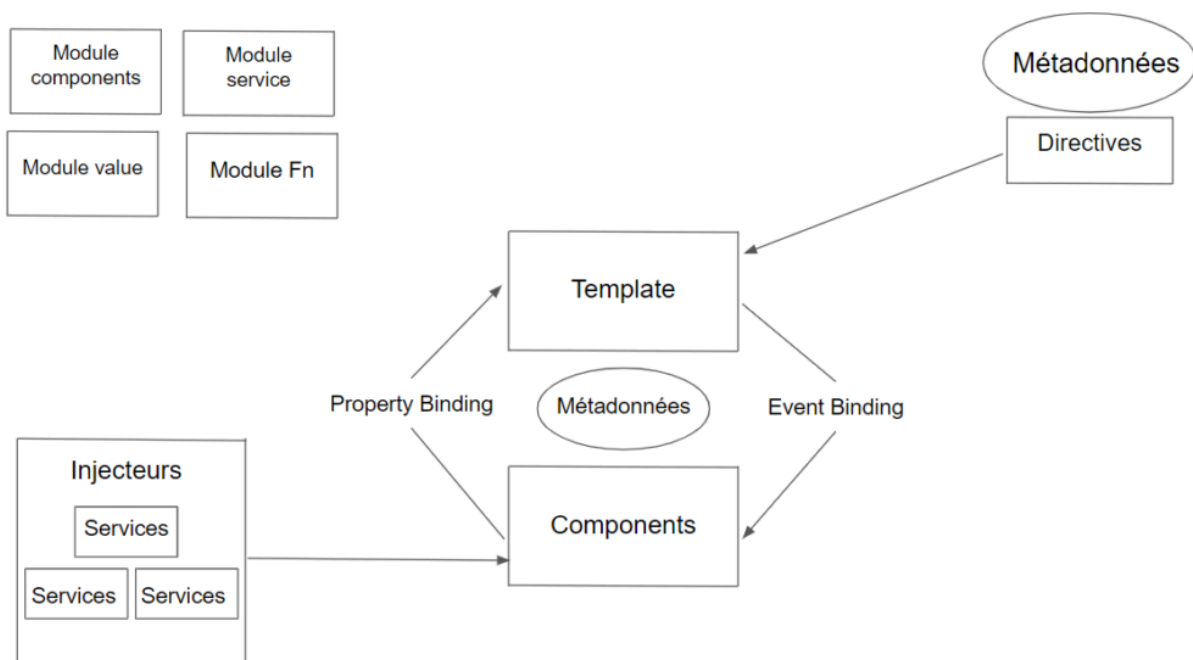 Module
components
Module
service
Métadonnées
Module value
Module Fn
Directives
Template
Property Binding
Métadonnées
Event Binding
Injecteurs
Services
Services
Services
Components